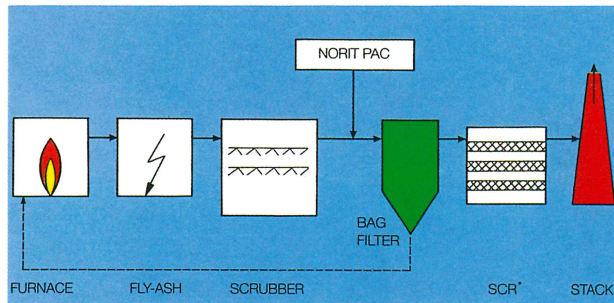 NORIT PAC
BAG
FILTER
FURNACE
FLY-ASH
SCRUBBER
SCR*
STACK